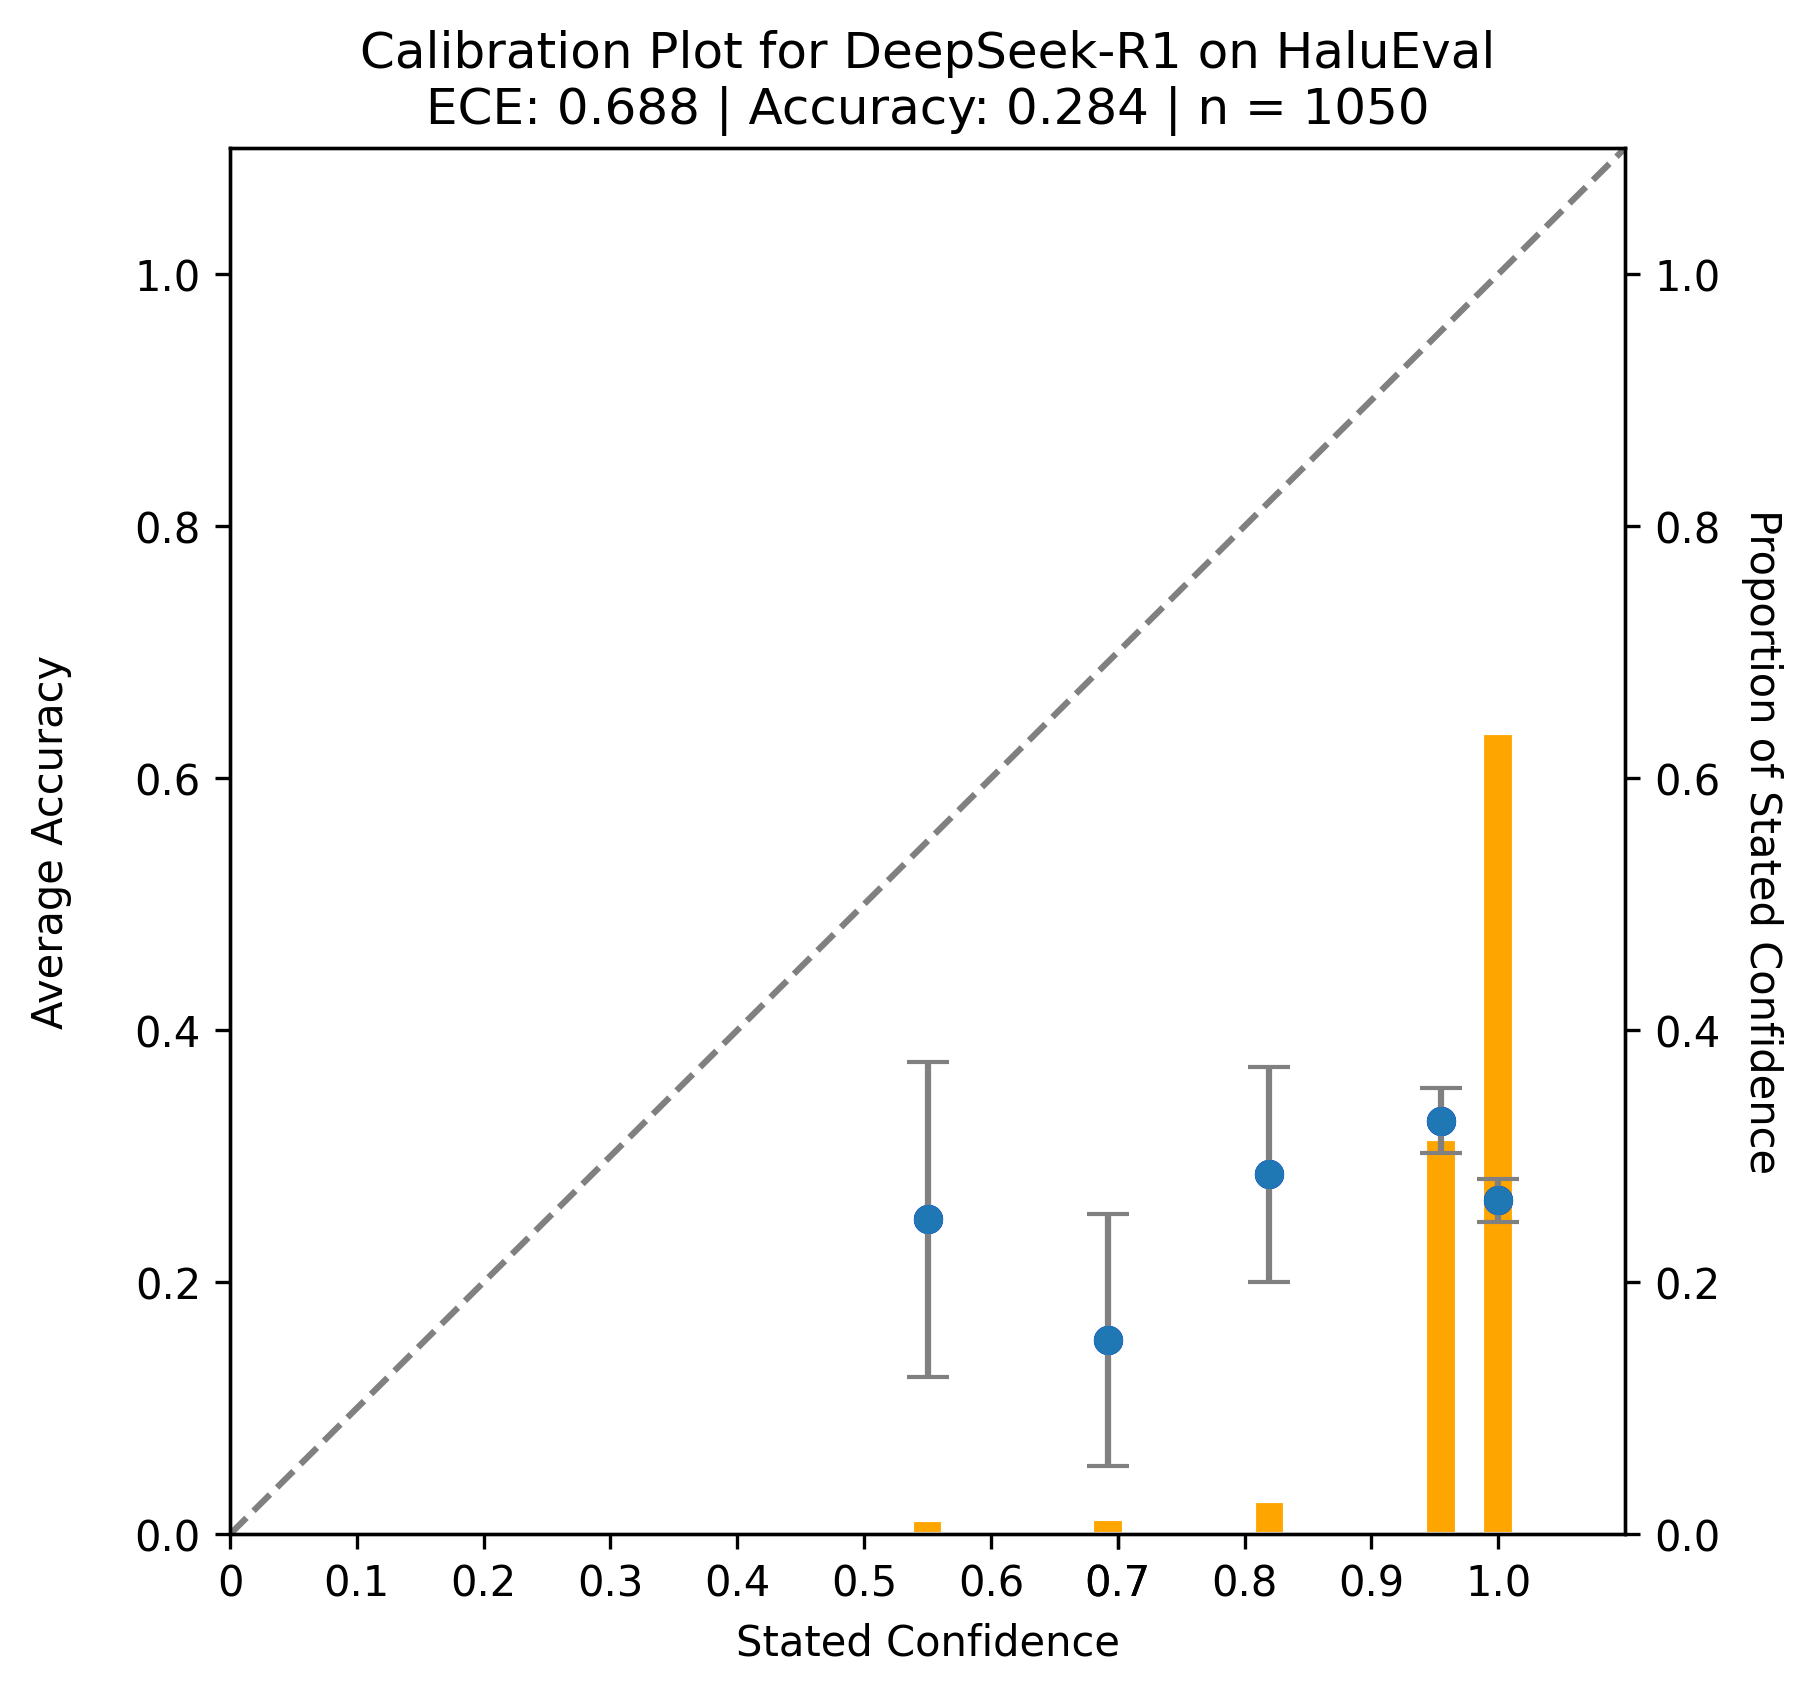 Calibration Plot for DeepSeek-R1 on HaluEval
ECE: 0.688 | Accuracy: 0.284 | n = 1050
Average Accuracy
1.0
0.8
0.6
0.4
0.2
0.0
1.0
0.8
0.6
0.4
0.2
0.0
Proportion of Stated Confidence
0 0.1 0.2 0.3 0.4 0.5 0.6 0.7 0.8 0.9 1.0
Stated Confidence